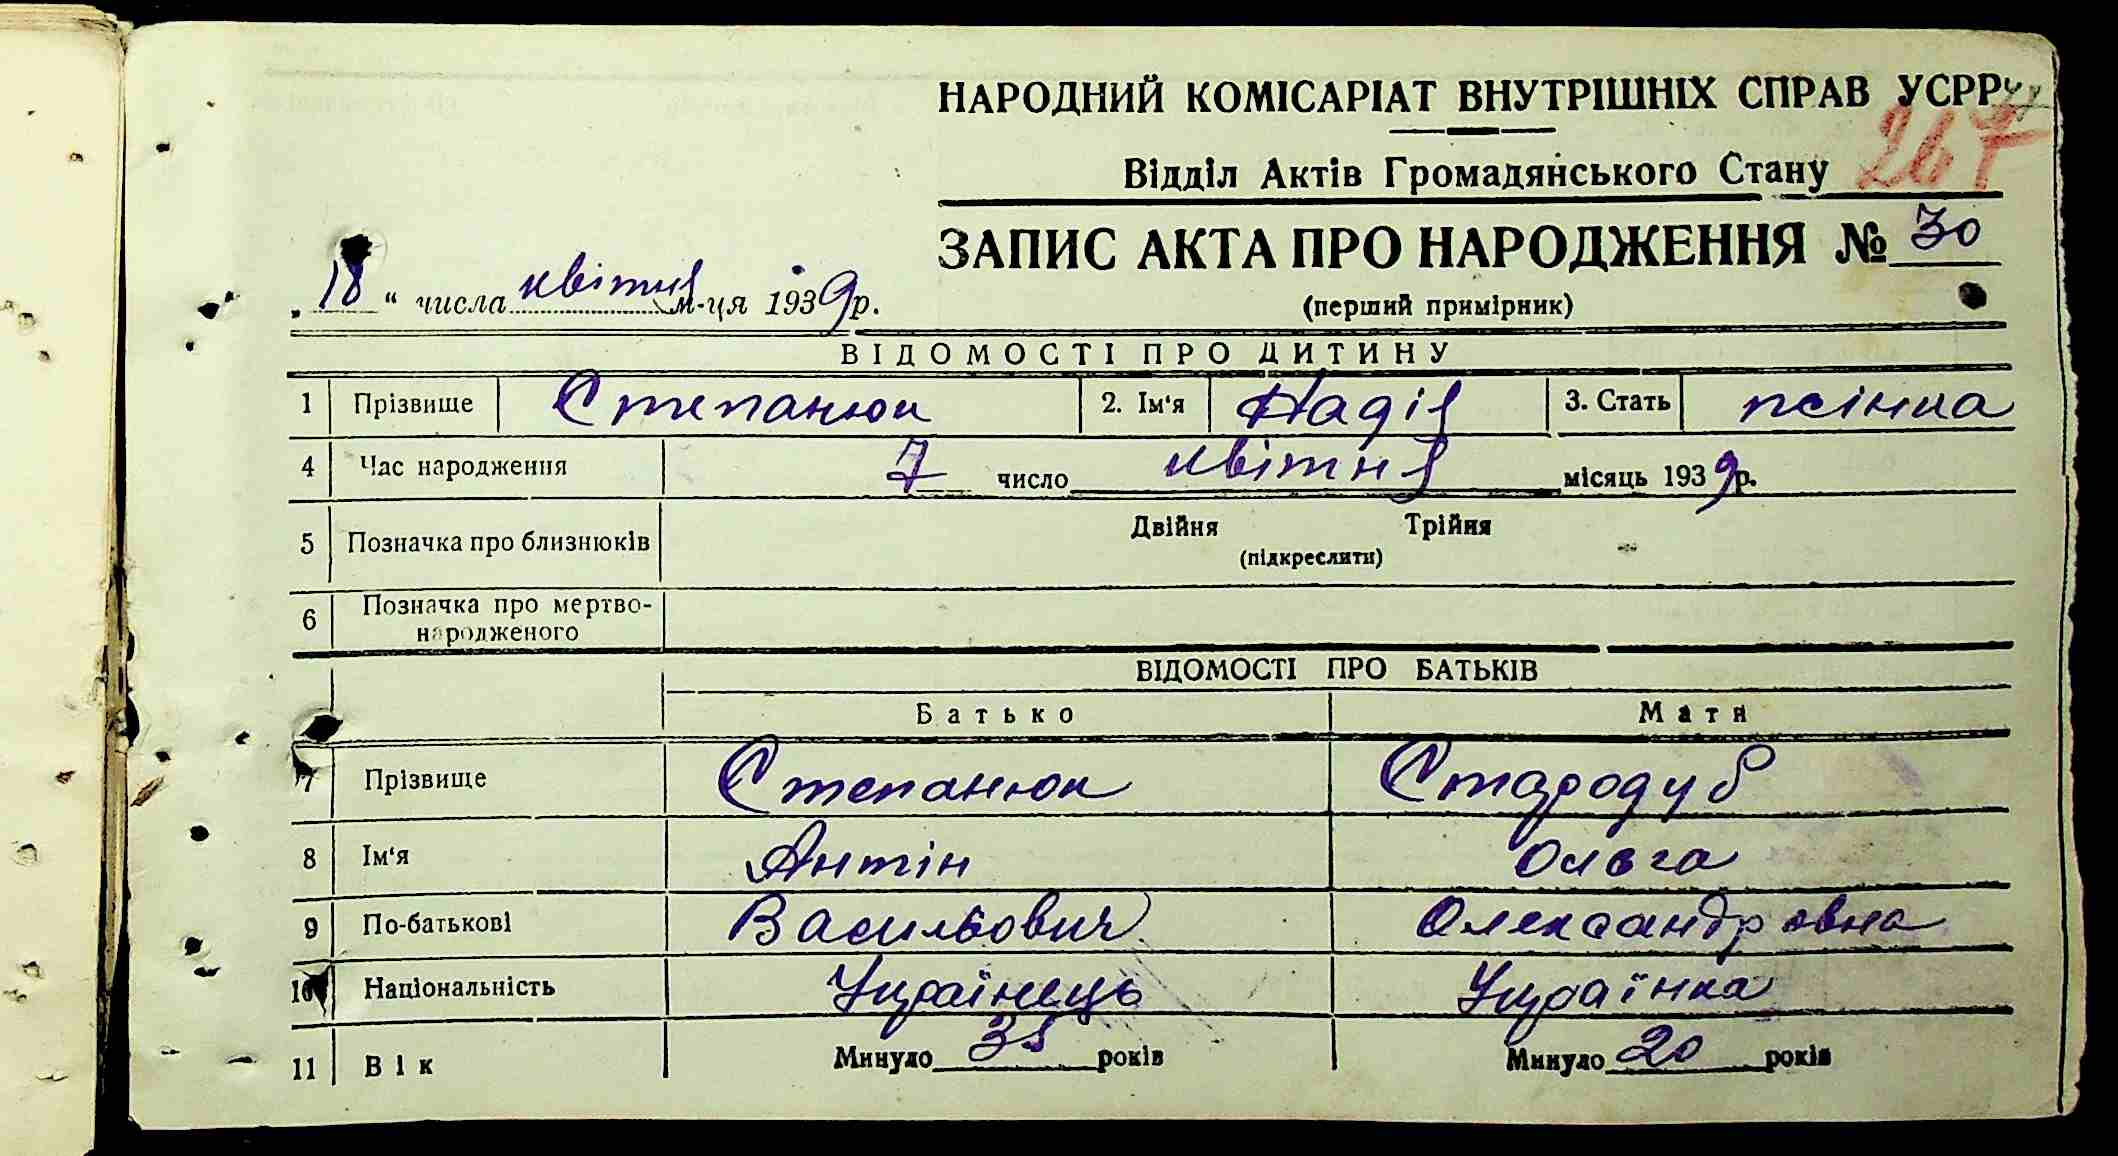 НАРОДНИЙ КОМІСАРІАТ ВНУТРІШНІХ СПРАВ УСРР
267
Відділ Актів Громадянського Стану
ЗАПИС АКТА ПРО НАРОДЖЕННЯ № 30
(перший примірник)
„18“ числа квітня м-ця 1939 р.
ВІДОМОСТІ ПРО ДИТИНУ
1 Прізвище Степанюк 2. Ім'я Надія 3. Стать жінка
4 Час народження 7 число квітня місяць 1939 р.
5 Позначка про близнюків Двійня Трійня
(підкреслити)
6 Позначка про мертво-
народженого
ВІДОМОСТІ ПРО БАТЬКІВ
Батько Мати
7 Прізвище Степанюк Стародуб
8 Ім'я Антін Ольга
9 По-батькові Васильович Олександровна
10 Національність Українець Українка
11 Вік Минуло років Минуло 20 років